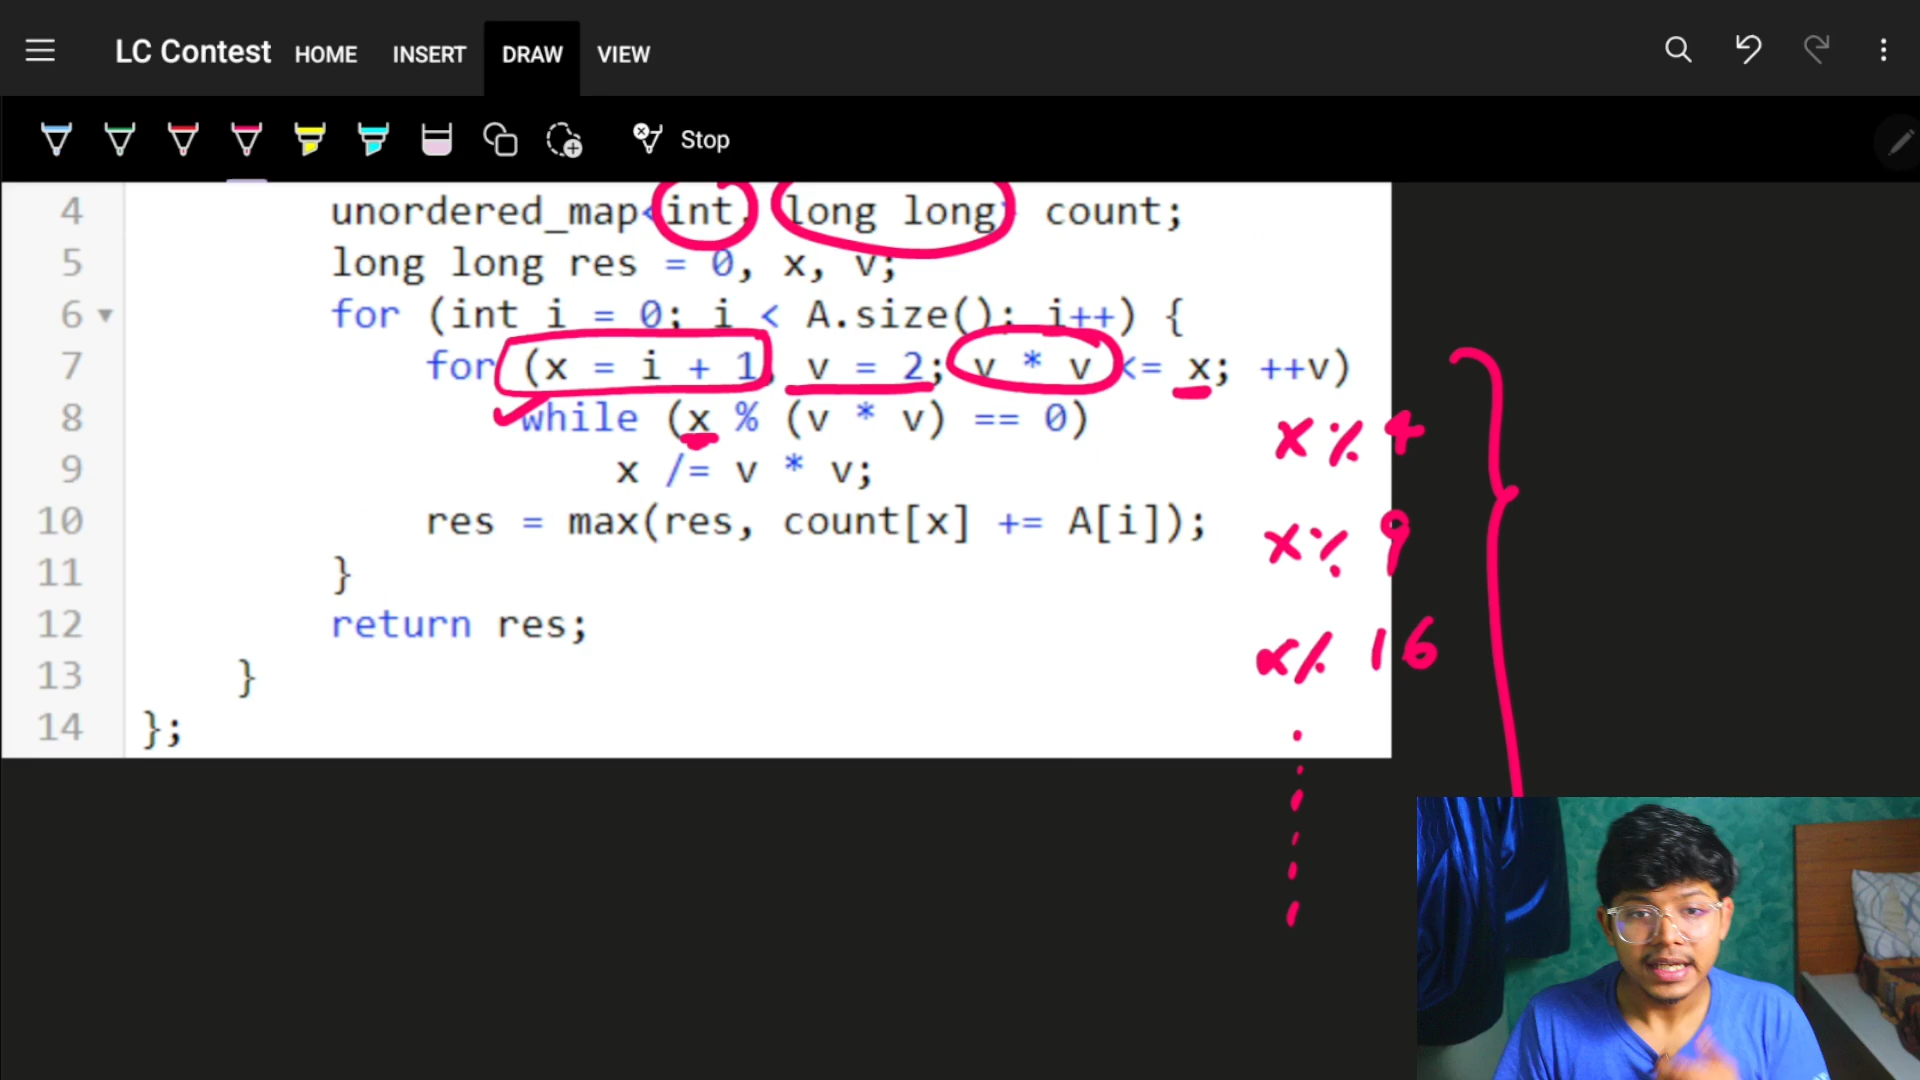 LC Contest HOME INSERT DRAW VIEW
Stop
4 unordered_map<int, long long> count;
5 long long res = 0, x, v;
6 for (int i = 0; i < A.size(); i++) {
7 for (x = i + 1, v = 2; v * v <= x; ++v)
8 while (x % (v * v) == 0)
x % 4
9 x /= v * v;
10 res = max(res, count[x] += A[i]);
x % 9
11 }
12 return res;
x % 16
13 }
14 };